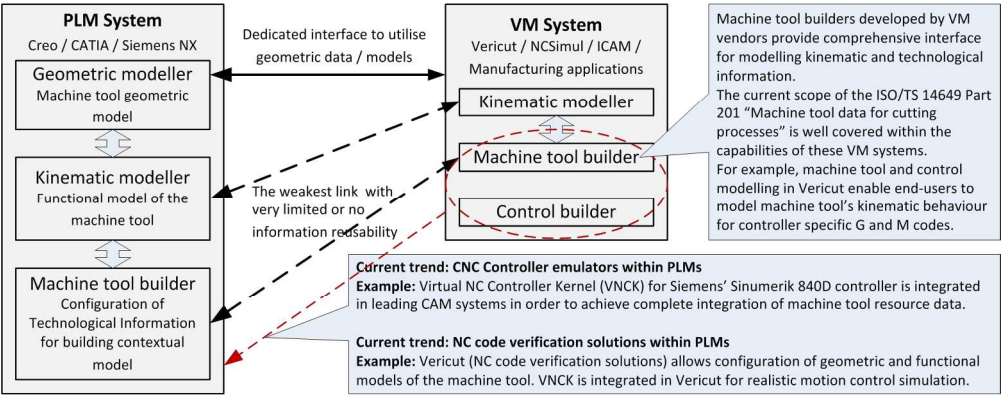 PLM System
Creo / CATIA / Siemens NX
Geometric modeller
Machine tool geometric
model
Kinematic modeller
Functional model of the
machine tool
Machine tool builder
Configuration of
Technological Information
for building contextual
model
Dedicated interface to utilise
geometric data / models
The weakest link with
very limited or no
information reusability
VM System
Vericut / NCSimul / ICAM /
Manufacturing applications
Kinematic modeller
Machine tool builder
Control builder
Machine tool builders developed by VM
vendors provide comprehensive interface
for modelling kinematic and technological
information.
The current scope of the ISO/TS 14649 Part
201 “Machine tool data for cutting
processes” is well covered within the
capabilities of these VM systems.
For example, machine tool and control
modelling in Vericut enable end-users to
model machine tool’s kinematic behaviour
for controller specific G and M codes.
Current trend: CNC Controller emulators within PLMs
Example: Virtual NC Controller Kernel (VNCK) for Siemens’ Sinumerik 840D controller is integrated
in leading CAM systems in order to achieve complete integration of machine tool resource data.
Current trend: NC code verification solutions within PLMs
Example: Vericut (NC code verification solutions) allows configuration of geometric and functional
models of the machine tool. VNCK is integrated in Vericut for realistic motion control simulation.